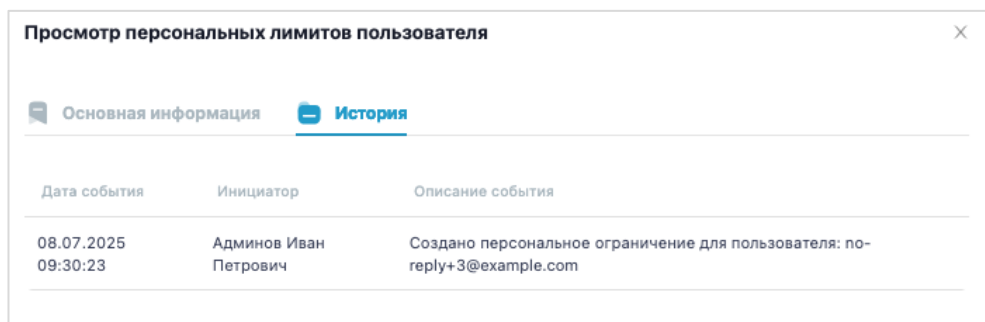 Просмотр персональных лимитов пользователя
Основная информация История
Дата события Инициатор Описание события
08.07.2025 Админов Иван Создано персональное ограничение для пользователя: no-
09:30:23 Петрович reply+3@example.com